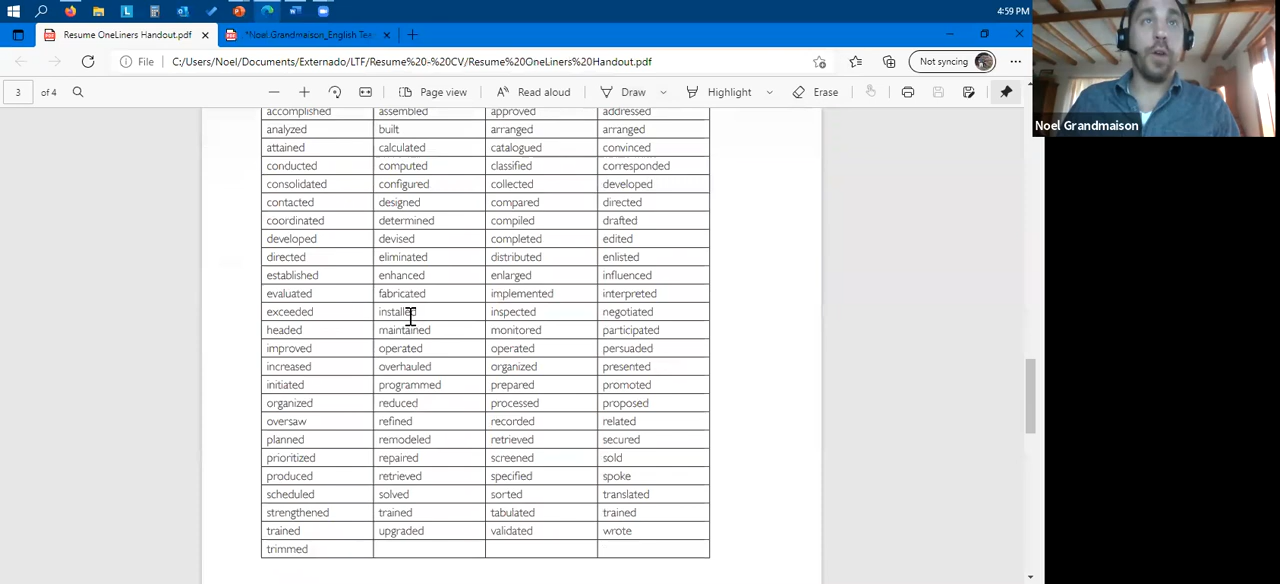 4:59 PM
Resume OneLiners Handout.pdf
*Noel.Grandmaison_English Tea
File
C:/Users/Noel/Documents/Externado/LTF/Resume%20-%20CV/Resume%20OneLiners%20Handout.pdf
Not syncing
3 of 4
Page view
Read aloud
Draw
Highlight
Erase
Noel Grandmaison
accomplished assembled approved addressed
analyzed built arranged arranged
attained calculated catalogued convinced
conducted computed classified corresponded
consolidated configured collected developed
contacted designed compared directed
coordinated determined compiled drafted
developed devised completed edited
directed eliminated distributed enlisted
established enhanced enlarged influenced
evaluated fabricated implemented interpreted
exceeded installed inspected negotiated
headed maintained monitored participated
improved operated operated persuaded
increased overhauled organized presented
initiated programmed prepared promoted
organized reduced processed proposed
oversaw refined recorded related
planned remodeled retrieved secured
prioritized repaired screened sold
produced retrieved specified spoke
scheduled solved sorted translated
strengthened trained tabulated trained
trained upgraded validated wrote
trimmed